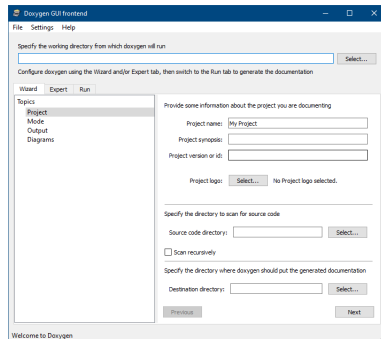 Doxygen GUI frontend
File Settings Help
Specify the working directory from which doxygen will run
Select...
Configure doxygen using the Wizard and/or Expert tab, then switch to the Run tab to generate the documentation
Wizard Expert Run
Topics
Project
Mode
Output
Diagrams
Provide some information about the project you are documenting
Project name: My Project
Project synopsis:
Project version or id:
Project logo: Select... No Project logo selected.
Specify the directory to scan for source code
Source code directory: Select...
Scan recursively
Specify the directory where doxygen should put the generated documentation
Destination directory: Select...
Previous Next
Welcome to Doxygen